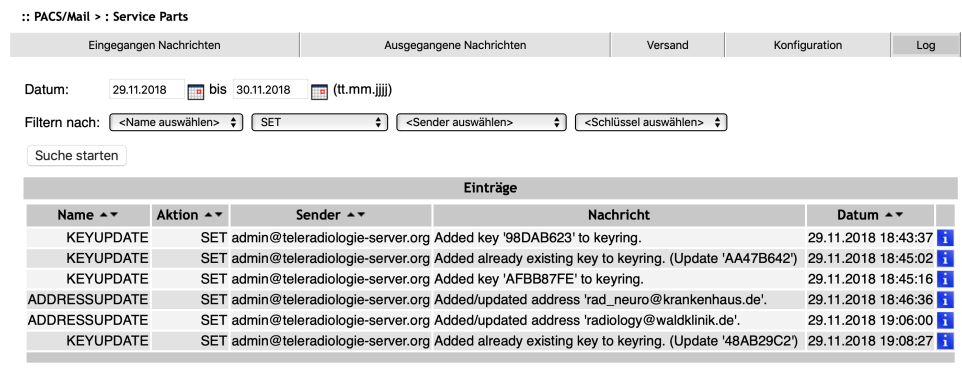 :: PACS/Mail > : Service Parts
Eingegangen Nachrichten Ausgegangene Nachrichten Versand Konfiguration Log
Datum: 29.11.2018 bis 30.11.2018 (tt.mm.jjjj)
Filtern nach: <Name auswählen> SET <Sender auswählen> <Schlüssel auswählen>
Suche starten
Einträge
Name Aktion Sender Nachricht Datum
KEYUPDATE SET admin@teleradiologie-server.org Added key '98DAB623' to keyring. 29.11.2018 18:43:37 i
KEYUPDATE SET admin@teleradiologie-server.org Added already existing key to keyring. (Update 'AA47B642') 29.11.2018 18:45:02 i
KEYUPDATE SET admin@teleradiologie-server.org Added key 'AFBB87FE' to keyring. 29.11.2018 18:45:16 i
ADDRESSUPDATE SET admin@teleradiologie-server.org Added/updated address 'rad_neuro@krankenhaus.de'. 29.11.2018 18:46:36 i
ADDRESSUPDATE SET admin@teleradiologie-server.org Added/updated address 'radiology@waldklinik.de'. 29.11.2018 19:06:00 i
KEYUPDATE SET admin@teleradiologie-server.org Added already existing key to keyring. (Update '48AB29C2') 29.11.2018 19:08:27 i